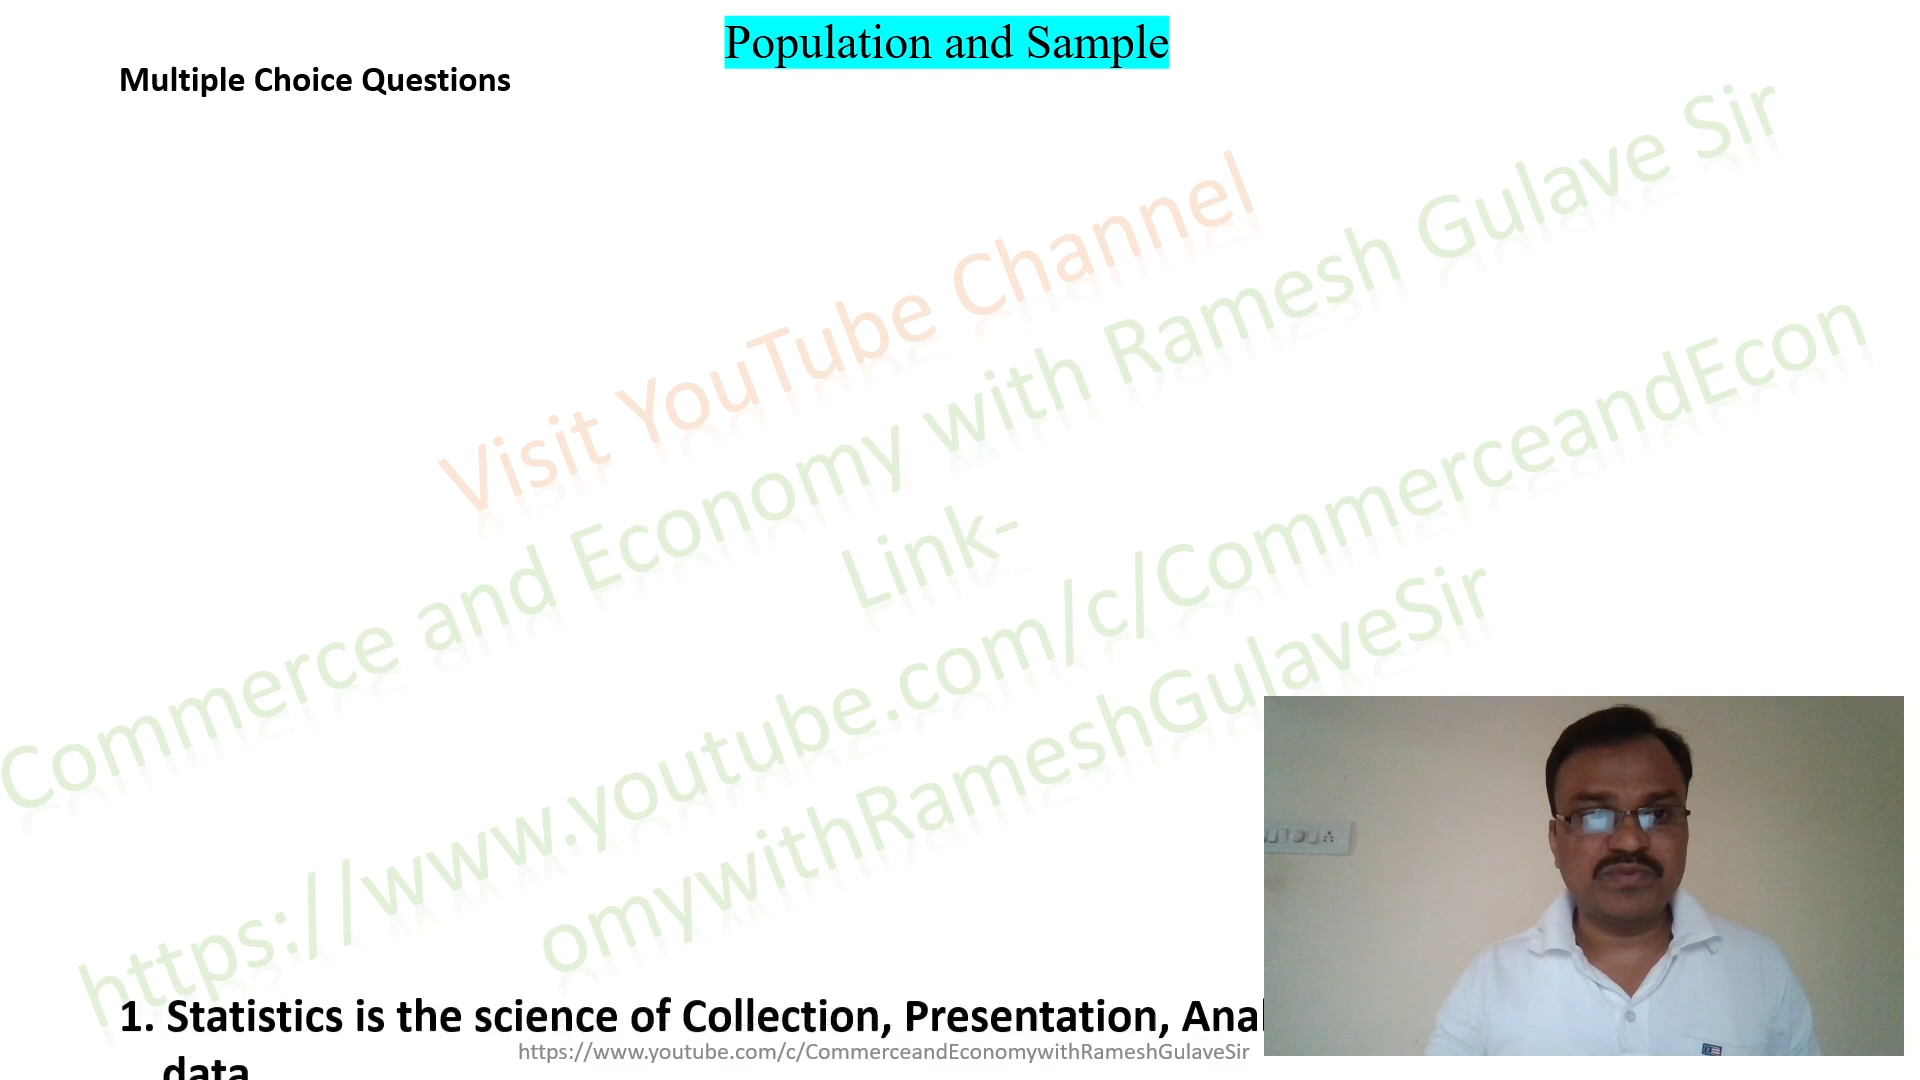 Population and Sample
Multiple Choice Questions
Visit YouTube Channel
Commerce and Economy with Ramesh Gulave Sir
Link-
https://www.youtube.com/c/CommerceandEcon
omywithRameshGulaveSir
1. Statistics is the science of Collection, Presentation,
data
https://www.youtube.com/c/CommerceandEconomywithRameshGulaveSir